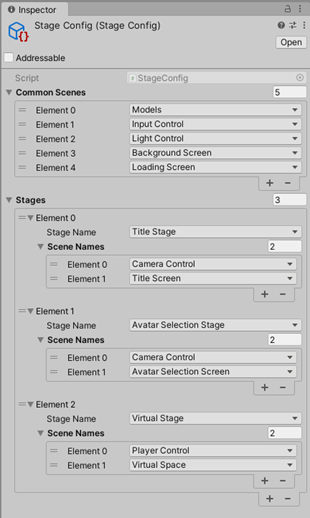 Inspector
Stage Config (Stage Config)
Open
Addressable
Script StageConfig
Common Scenes 5
Element 0 Models
Element 1 Input Control
Element 2 Light Control
Element 3 Background Screen
Element 4 Loading Screen
+ −
Stages 3
Element 0
Stage Name Title Stage
Scene Names 2
Element 0 Camera Control
Element 1 Title Screen
+ −
Element 1
Stage Name Avatar Selection Stage
Scene Names 2
Element 0 Camera Control
Element 1 Avatar Selection Screen
+ −
Element 2
Stage Name Virtual Stage
Scene Names 2
Element 0 Player Control
Element 1 Virtual Space
+ −
+ −